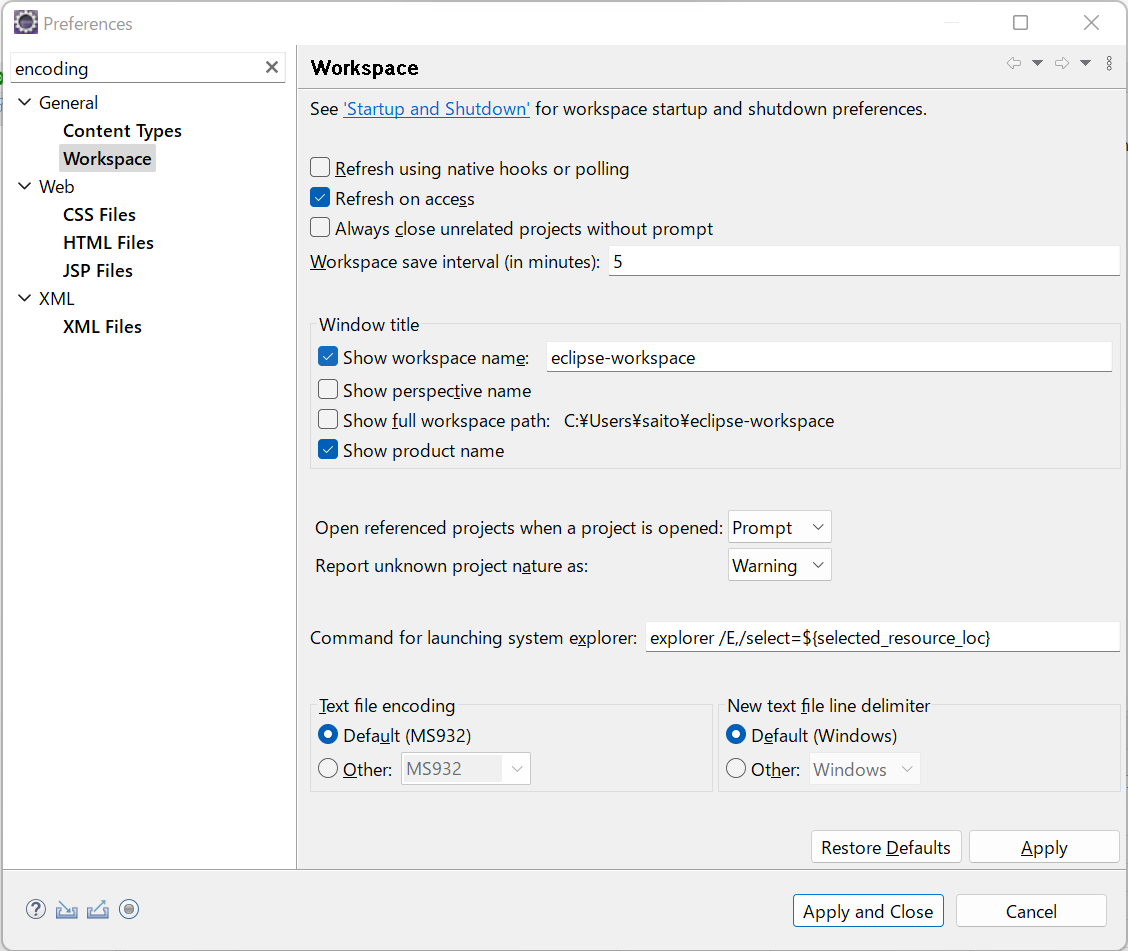 Preferences
encoding
General
Content Types
Workspace
Web
CSS Files
HTML Files
JSP Files
XML
XML Files
Workspace
See 'Startup and Shutdown' for workspace startup and shutdown preferences.
Refresh using native hooks or polling
Refresh on access
Always close unrelated projects without prompt
Workspace save interval (in minutes): 5
Window title
Show workspace name: eclipse-workspace
Show perspective name
Show full workspace path: C:¥Users¥saito¥eclipse-workspace
Show product name
Open referenced projects when a project is opened: Prompt
Report unknown project nature as: Warning
Command for launching system explorer: explorer /E,/select=${selected_resource_loc}
Text file encoding
Default (MS932)
Other: MS932
New text file line delimiter
Default (Windows)
Other: Windows
Restore Defaults
Apply
Apply and Close
Cancel